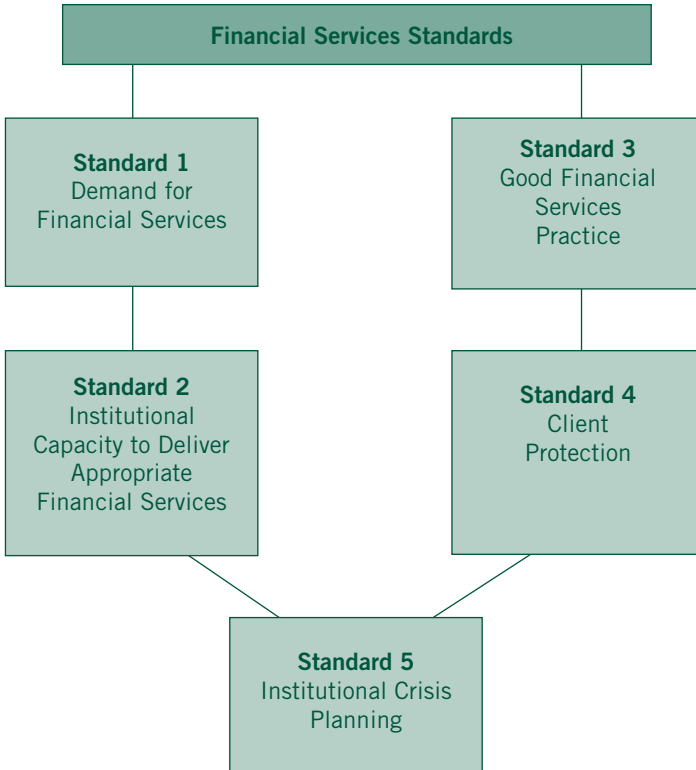 Financial Services Standards
Standard 1
Demand for
Financial Services
Standard 2
Institutional
Capacity to Deliver
Appropriate
Financial Services
Standard 3
Good Financial
Services
Practice
Standard 4
Client
Protection
Standard 5
Institutional Crisis
Planning